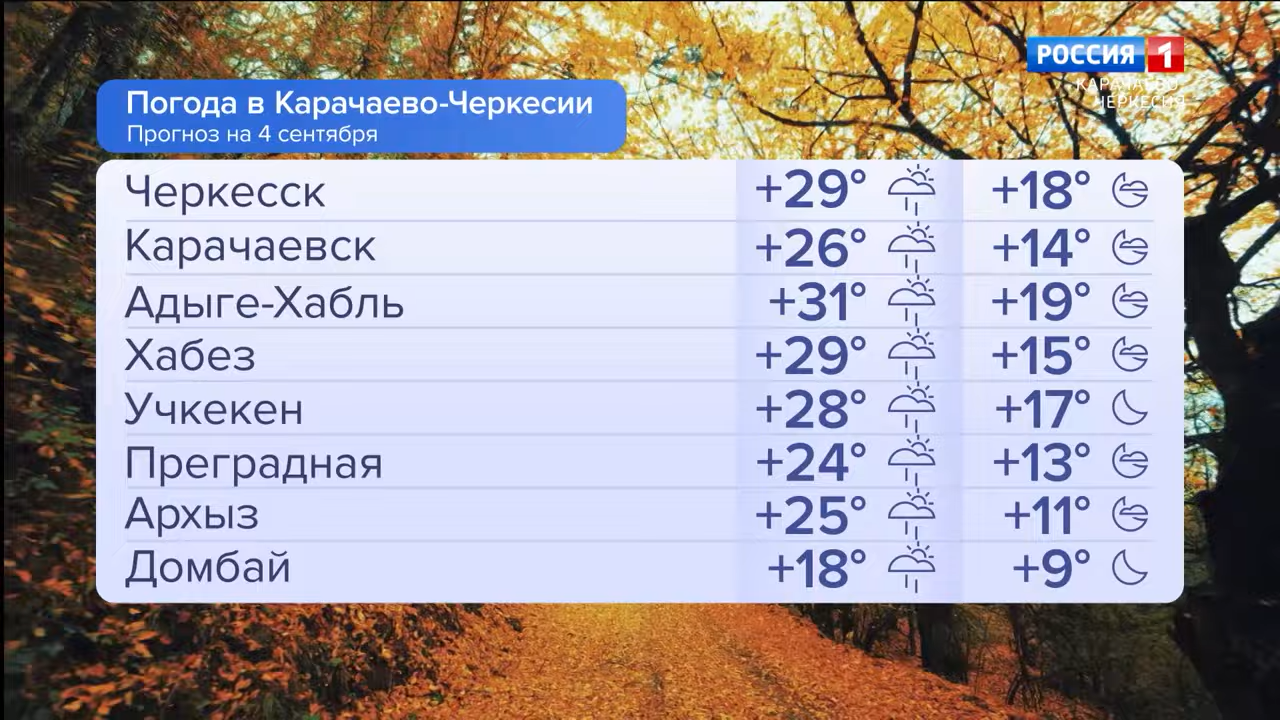 РОССИЯ 1
КАРАЧАЕВО
ЧЕРКЕСИЯ
Погода в Карачаево-Черкесии
Прогноз на 4 сентября
Черкесск +29° +18°
Карачаевск +26° +14°
Адыге-Хабль +31° +19°
Хабез +29° +15°
Учкекен +28° +17°
Преградная +24° +13°
Архыз +25° +11°
Домбай +18° +9°